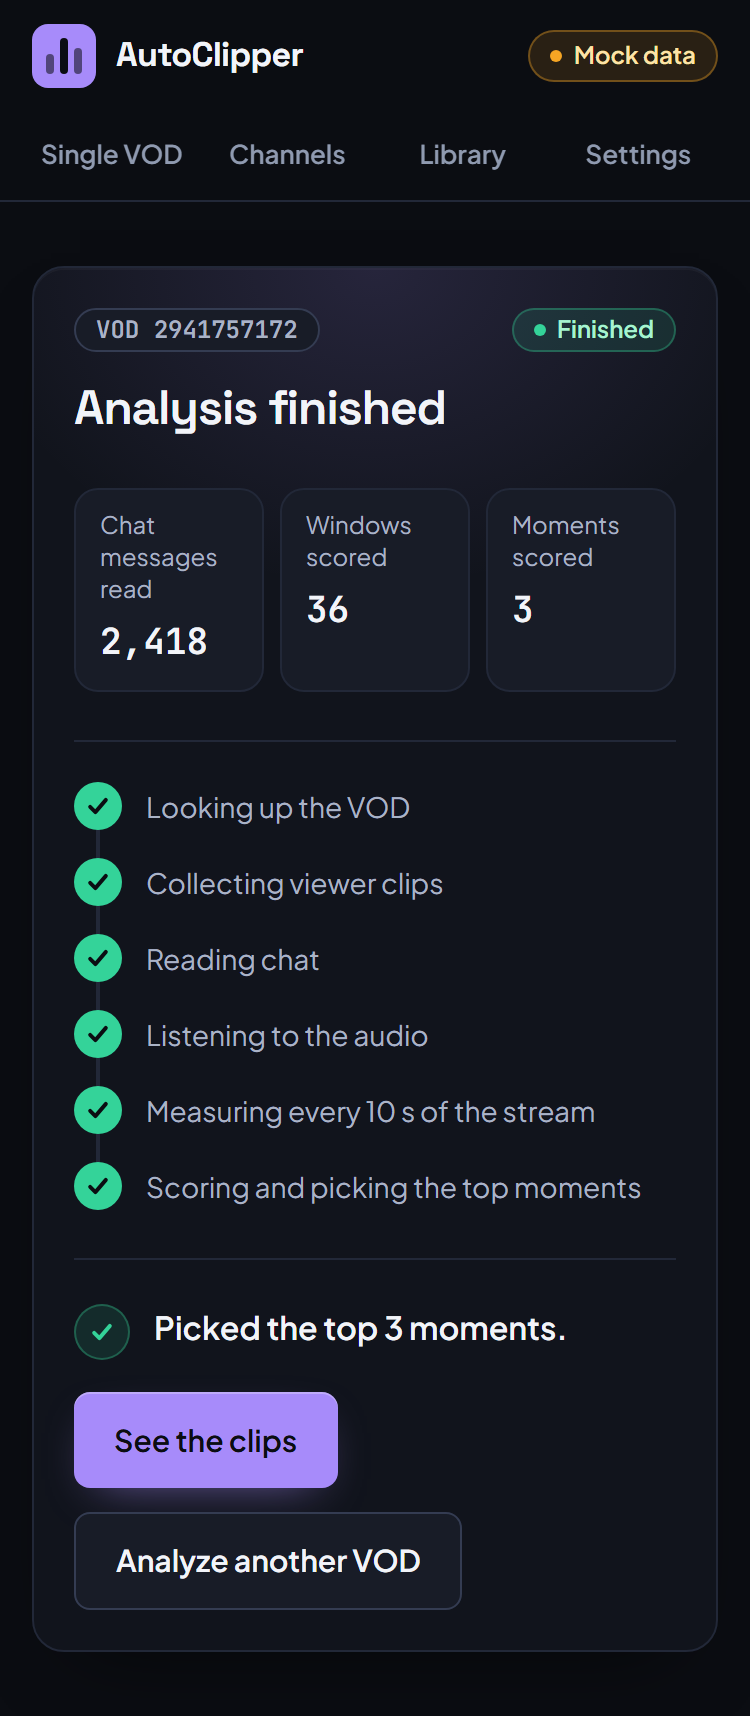 AutoClipper
Mock data
Single VOD
Channels
Library
Settings
VOD 2941757172
Finished
Analysis finished
Chat
messages
read
2,418
Windows
scored
36
Moments
scored
3
Looking up the VOD
Collecting viewer clips
Reading chat
Listening to the audio
Measuring every 10 s of the stream
Scoring and picking the top moments
Picked the top 3 moments.
See the clips
Analyze another VOD